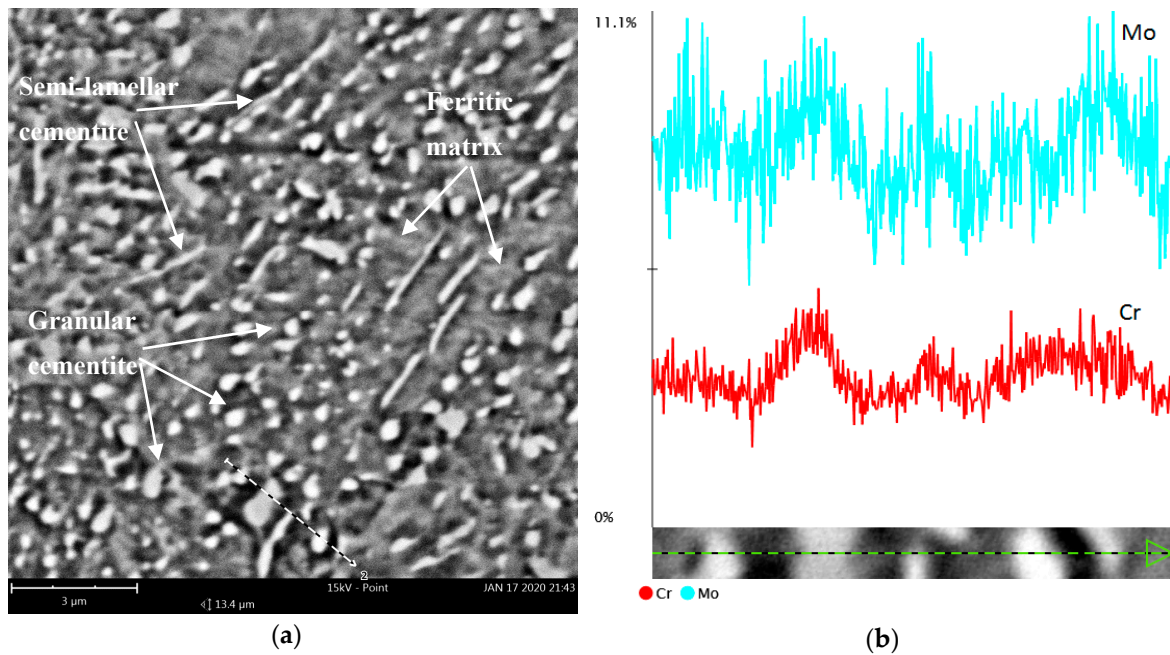 Semi-lamellar
cementite
Ferritic
matrix
Granular
cementite
2
3 µm
13.4 µm
15kV - Point
JAN 17 2020 21:43
(a)
11.1%
Mo
Cr
0%
Cr Mo
(b)